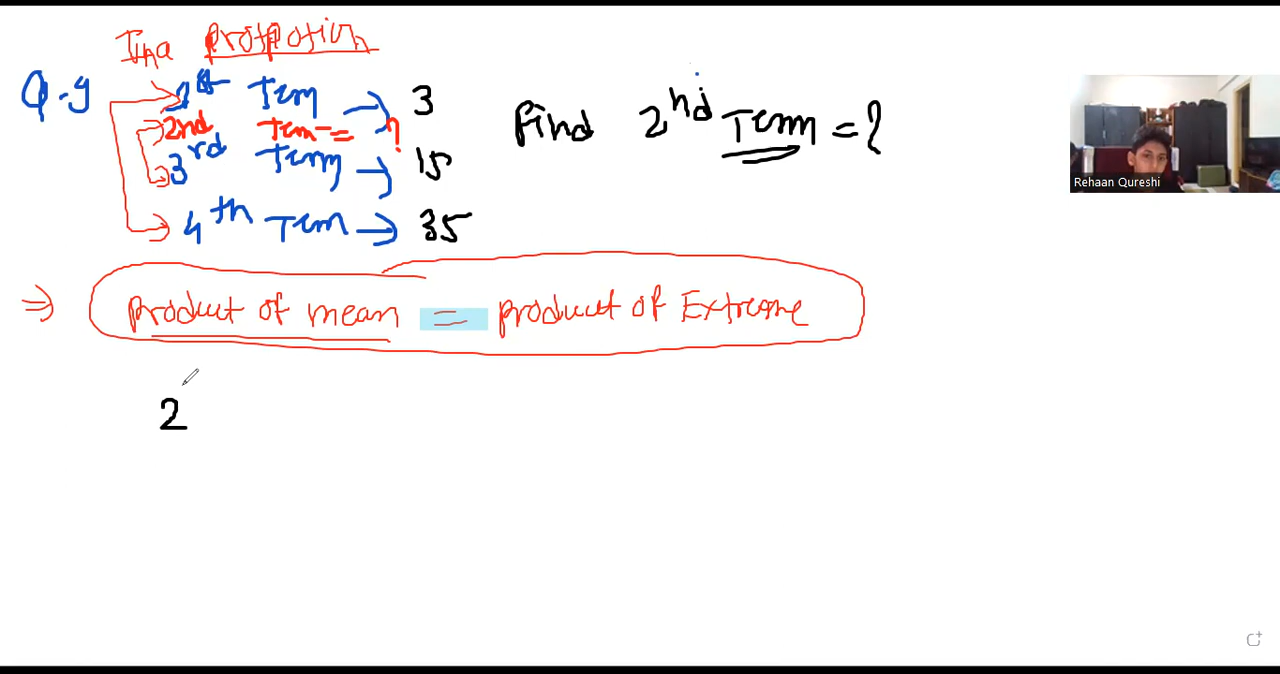 In a Proportion
Q.9 1st Term → 3
2nd Term = ?
3rd Term → 15
4th Term → 35
Find 2nd Term = ?
⇒ product of mean = product of Extreme
2
Rehaan Qureshi